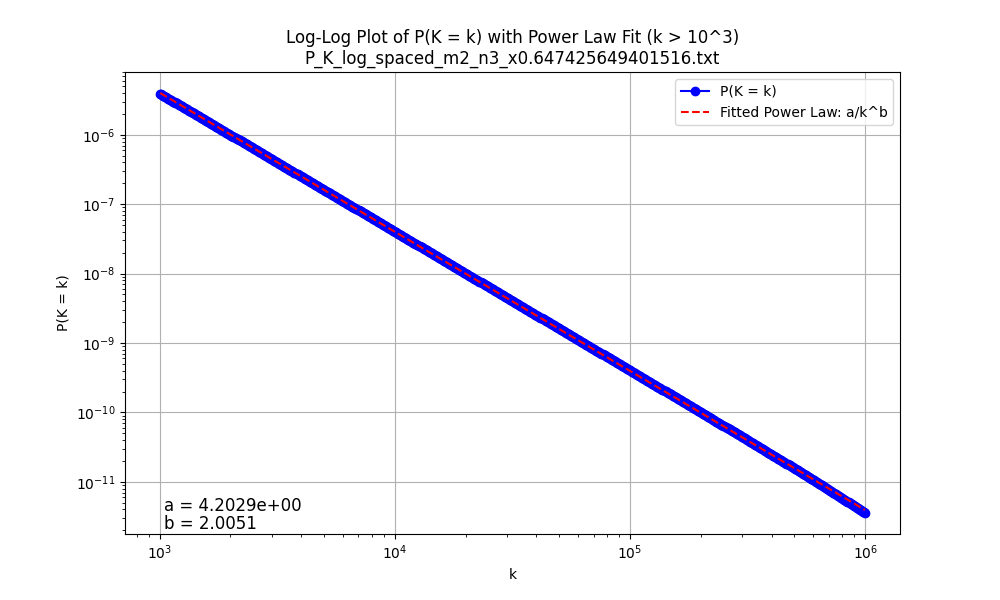 Log-Log Plot of P(K = k) with Power Law Fit (k > 10^3)
P_K_log_spaced_m2_n3_x0.647425649401516.txt
P(K = k)
Fitted Power Law: a/k^b
10⁻⁶
10⁻⁷
10⁻⁸
10⁻⁹
10⁻¹⁰
10⁻¹¹
P(K = k)
a = 4.2029e+00
b = 2.0051
10³ 10⁴ 10⁵ 10⁶
k